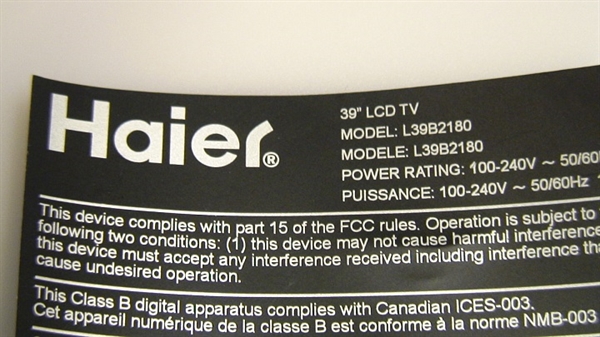 Haier®
39" LCD TV
MODEL: L39B2180
MODELE: L39B2180
POWER RATING: 100-240V ~ 50/60
PUISSANCE: 100-240V ~ 50/60Hz
This device complies with part 15 of the FCC rules. Operation is subject to
following two conditions: (1) this device may not cause harmful interference
this device must accept any interference received including interference tha
cause undesired operation.
This Class B digital apparatus complies with Canadian ICES-003.
Cet appareil numérique de la classe B est conforme à la norme NMB-003